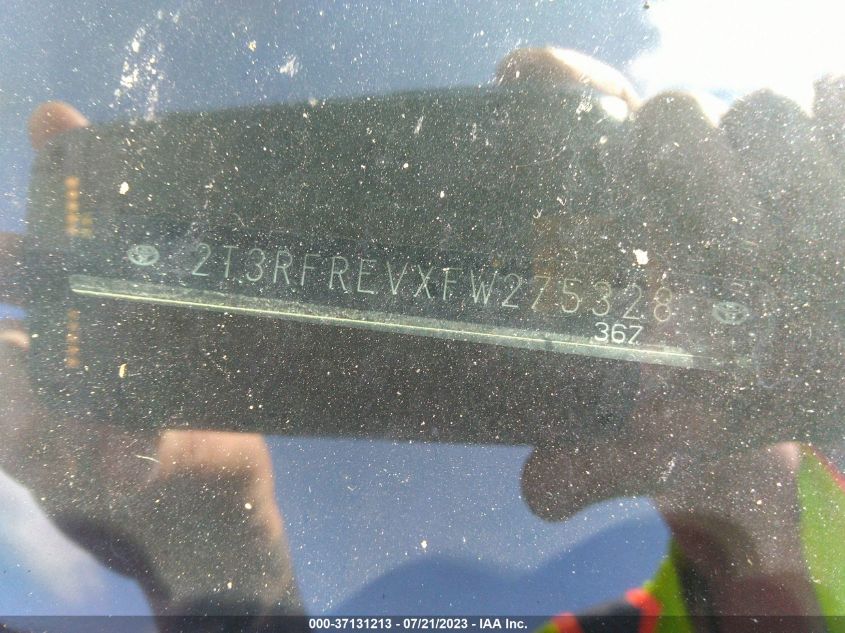 2T3RFREVXFW275328
367
000-37131213 - 07/21/2023 - IAA Inc.